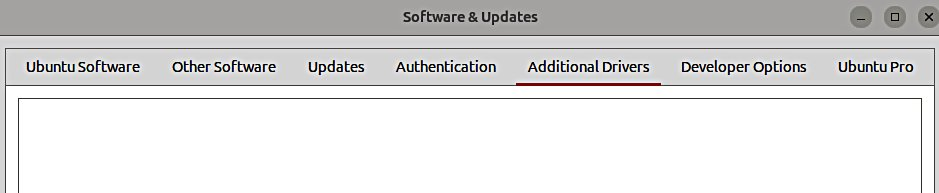 Software & Updates
Ubuntu Software Other Software Updates Authentication Additional Drivers Developer Options Ubuntu Pro